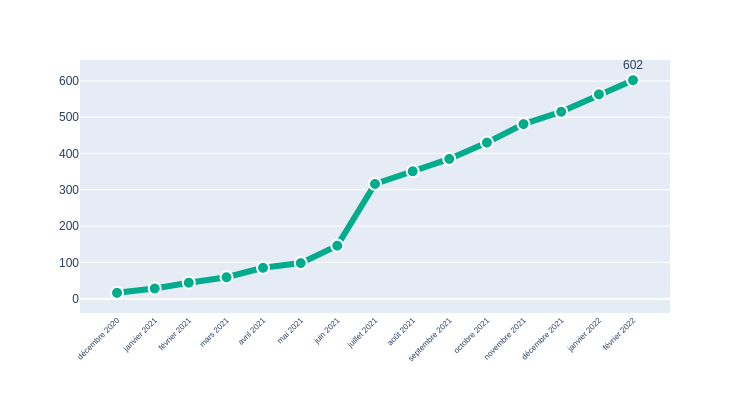 602
600
500
400
300
200
100
0
décembre 2020
janvier 2021
février 2021
mars 2021
avril 2021
mai 2021
juin 2021
juillet 2021
août 2021
septembre 2021
octobre 2021
novembre 2021
décembre 2021
janvier 2022
février 2022